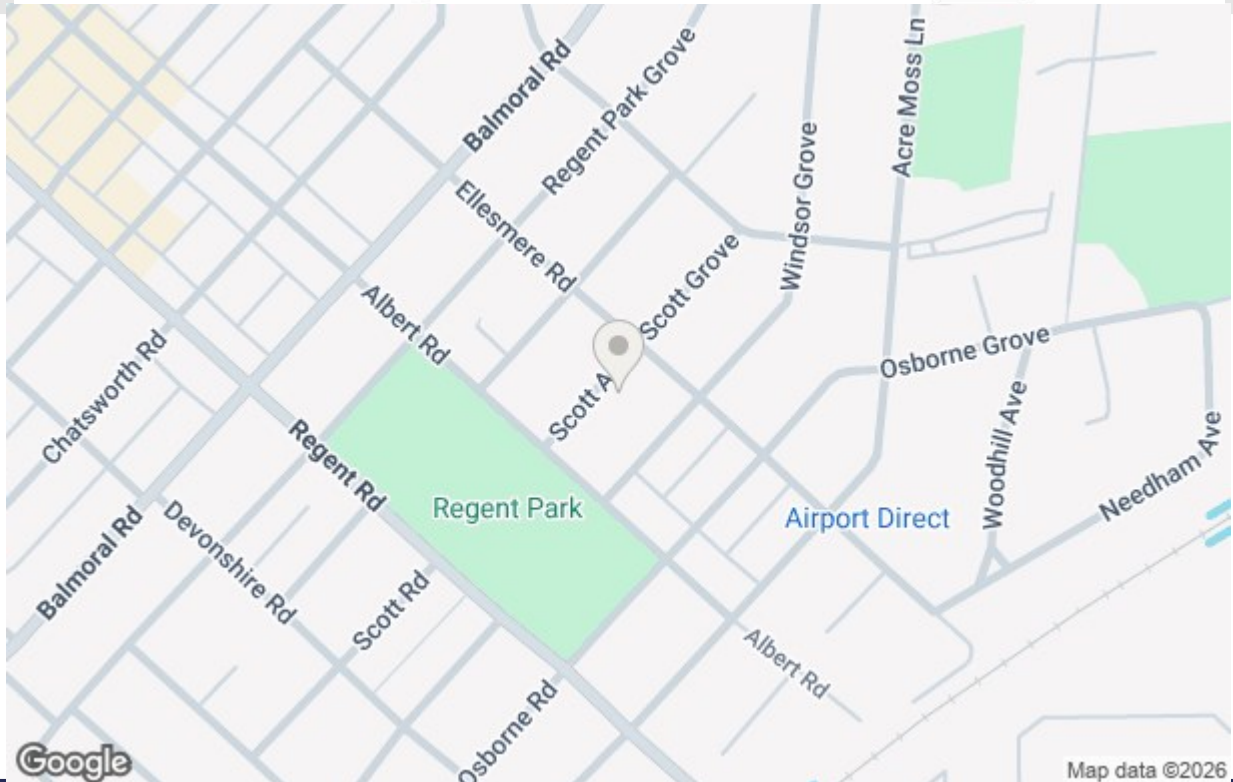 Balmoral Rd
Regent Park Grove
Acre Moss Ln
Ellesmere Rd
Windsor Grove
Scott Grove
Albert Rd
Osborne Grove
Chatsworth Rd
Scott A
Woodhill Ave
Needham Ave
Regent Rd
Regent Park
Airport Direct
Devonshire Rd
Balmoral Rd
Scott Rd
Albert Rd
Osborne Rd
Google
Map data ©2026